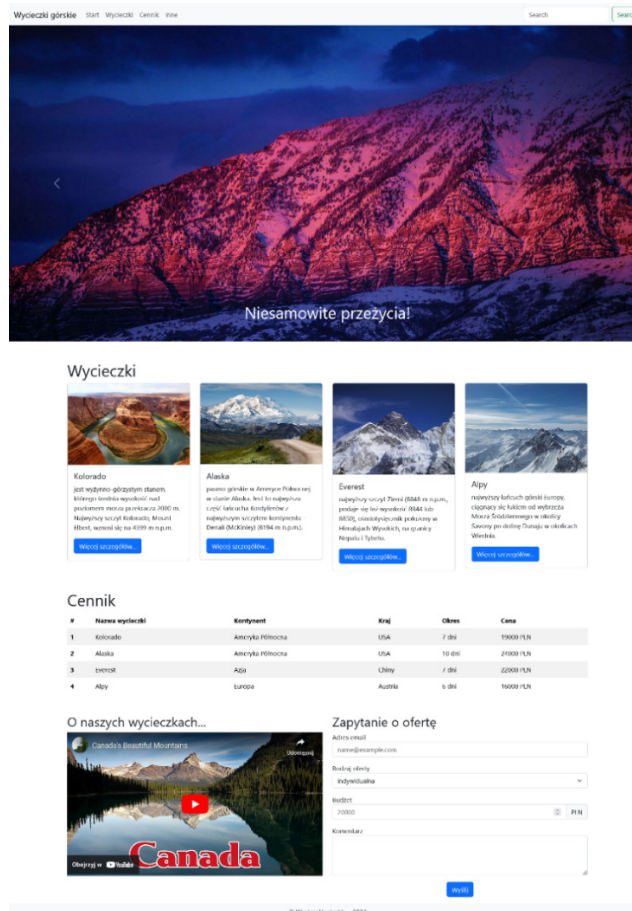 Wycieczki górskie Start Wycieczki Cennik Inne Search Search
Niesamowite przeżycia!
Wycieczki
Kolorado
jest wyżynno-górzystym stanem,
którego średnia wysokość nad
poziomem morza przekracza 2000 m.
Najwyższy szczyt Kolorado, Mount
Elbert, wznosi się na 4399 m n.p.m.
Więcej szczegółów...
Alaska
pasmo górskie w Ameryce Północnej
w stanie Alaska. Jest to najwyższa
część łańcucha Kordylierów z
najwyższym szczytem kontynentu
Denali (McKinley) (6194 m n.p.m.).
Więcej szczegółów...
Everest
najwyższy szczyt Ziemi (8848 m n.p.m.,
podaje się też wysokość 8844 lub
8850), ośmiotysięcznik położony w
Himalajach Wysokich, na granicy
Nepalu i Tybetu.
Więcej szczegółów...
Alpy
najwyższy łańcuch górski Europy,
ciągnący się łukiem od wybrzeża
Morza Śródziemnego w okolicy
Savony po dolinę Dunaju w okolicach
Wiednia.
Więcej szczegółów...
Cennik
# Nazwa wycieczki Kontynent Kraj Okres Cena
1 Kolorado Ameryka Północna USA 7 dni 19000 PLN
2 Alaska Ameryka Północna USA 10 dni 24000 PLN
3 Everest Azja Chiny 7 dni 22000 PLN
4 Alpy Europa Austria 6 dni 16000 PLN
O naszych wycieczkach...
Canada's Beautiful Mountains
Udostępnij
Canada
Obejrzyj w YouTube
Zapytanie o ofertę
Adres email
name@example.com
Rodzaj oferty
indywidualna
Budżet
20000 PLN
Komentarz
Wyślij